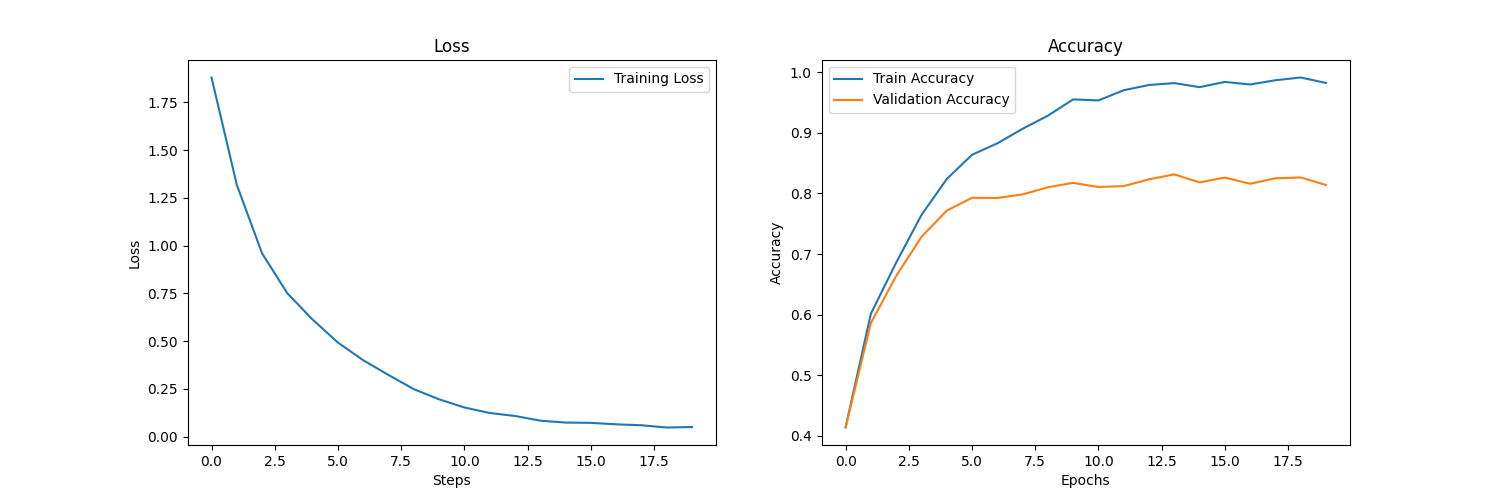 Loss
Training Loss
1.75
1.50
1.25
1.00
0.75
0.50
0.25
0.00
Loss
0.0 2.5 5.0 7.5 10.0 12.5 15.0 17.5
Steps
Accuracy
Train Accuracy
Validation Accuracy
1.0
0.9
0.8
0.7
0.6
0.5
0.4
Accuracy
0.0 2.5 5.0 7.5 10.0 12.5 15.0 17.5
Epochs